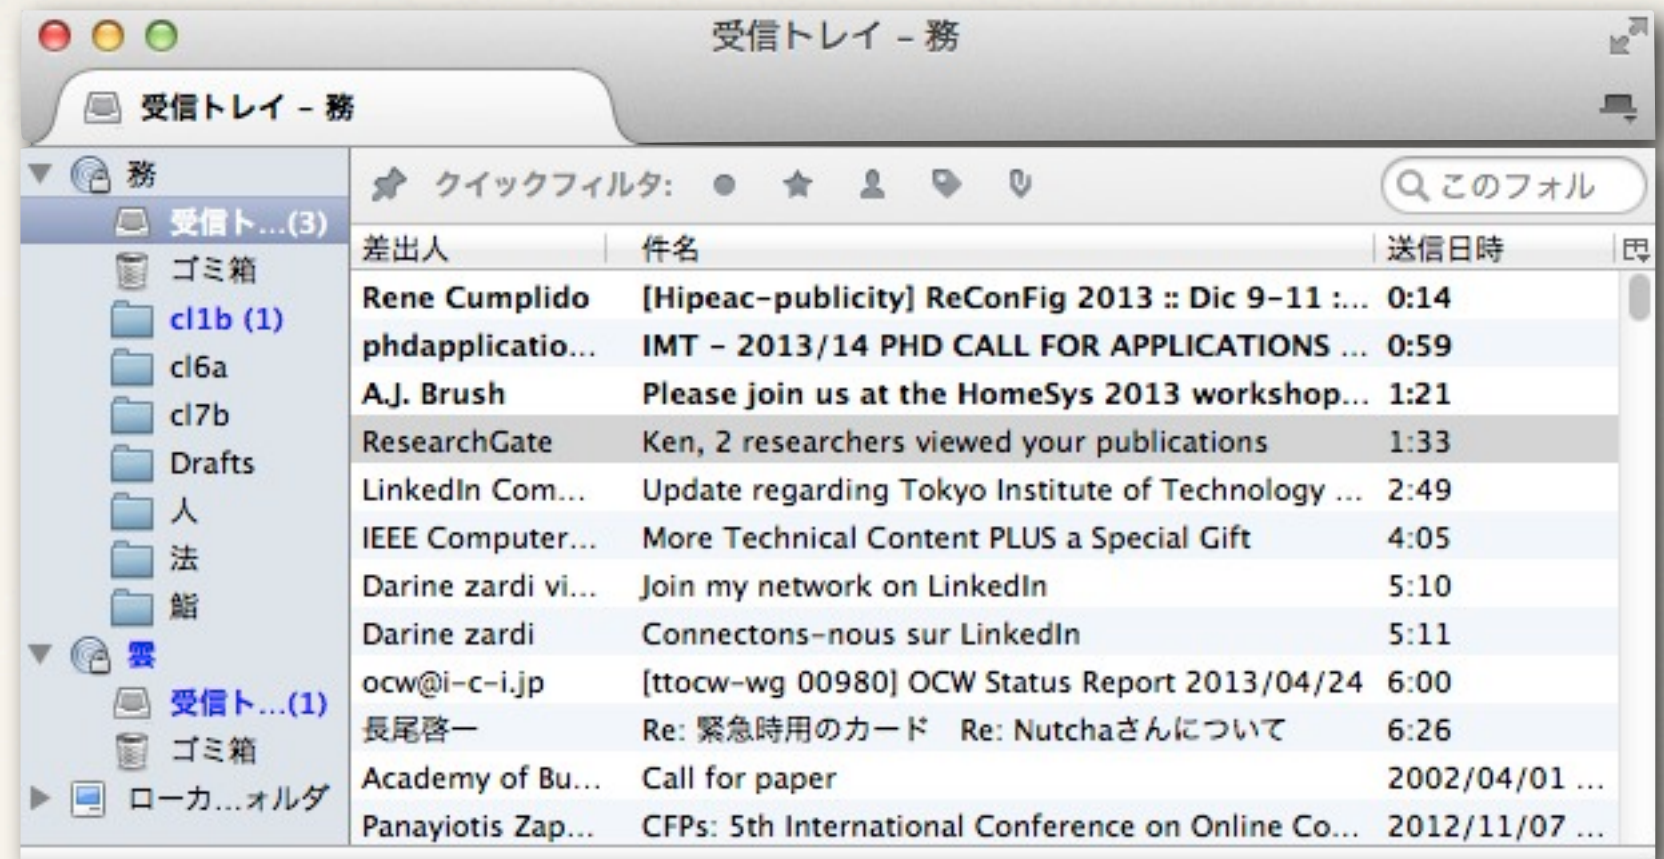 受信トレイ – 務
受信トレイ – 務
務
受信ト...(3)
ゴミ箱
cl1b (1)
cl6a
cl7b
Drafts
人
法
鮨
雲
受信ト...(1)
ゴミ箱
ローカ...ォルダ
クイックフィルタ:
このフォル
差出人 件名 送信日時
Rene Cumplido [Hipeac-publicity] ReConFig 2013 :: Dic 9-11 :... 0:14
phdapplicatio... IMT - 2013/14 PHD CALL FOR APPLICATIONS ... 0:59
A.J. Brush Please join us at the HomeSys 2013 workshop... 1:21
ResearchGate Ken, 2 researchers viewed your publications 1:33
LinkedIn Com... Update regarding Tokyo Institute of Technology ... 2:49
IEEE Computer... More Technical Content PLUS a Special Gift 4:05
Darine zardi vi... Join my network on LinkedIn 5:10
Darine zardi Connectons-nous sur LinkedIn 5:11
ocw@i-c-i.jp [ttocw-wg 00980] OCW Status Report 2013/04/24 6:00
長尾啓一 Re: 緊急時用のカード　Re: Nutchaさんについて 6:26
Academy of Bu... Call for paper 2002/04/01 ...
Panayiotis Zap... CFPs: 5th International Conference on Online Co... 2012/11/07 ...